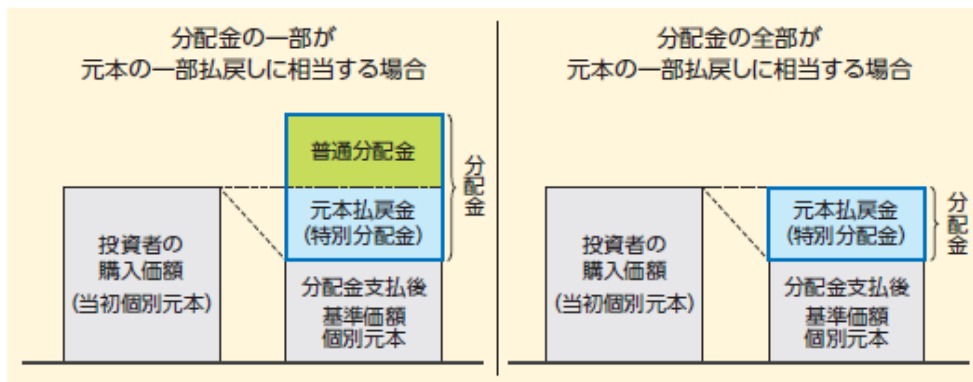 分配金の一部が
元本の一部払戻しに相当する場合
普通分配金
元本払戻金
(特別分配金)
分配金
投資者の
購入価額
(当初個別元本)
分配金支払後
基準価額
個別元本
分配金の全部が
元本の一部払戻しに相当する場合
元本払戻金
(特別分配金)
分配金
投資者の
購入価額
(当初個別元本)
分配金支払後
基準価額
個別元本